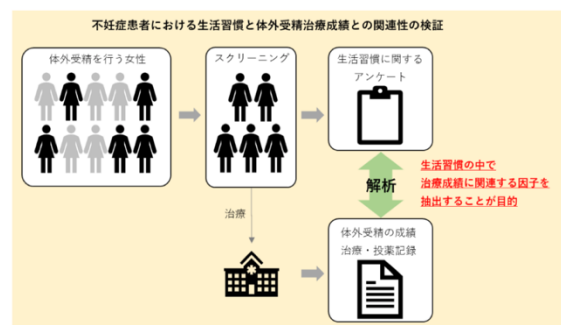 不妊症患者における生活習慣と体外受精治療成績との関連性の検証
体外受精を行う女性
スクリーニング
生活習慣に関する
アンケート
解析
生活習慣の中で
治療成績に関連する因子を
抽出することが目的
治療
体外受精の成績
治療・投薬記録